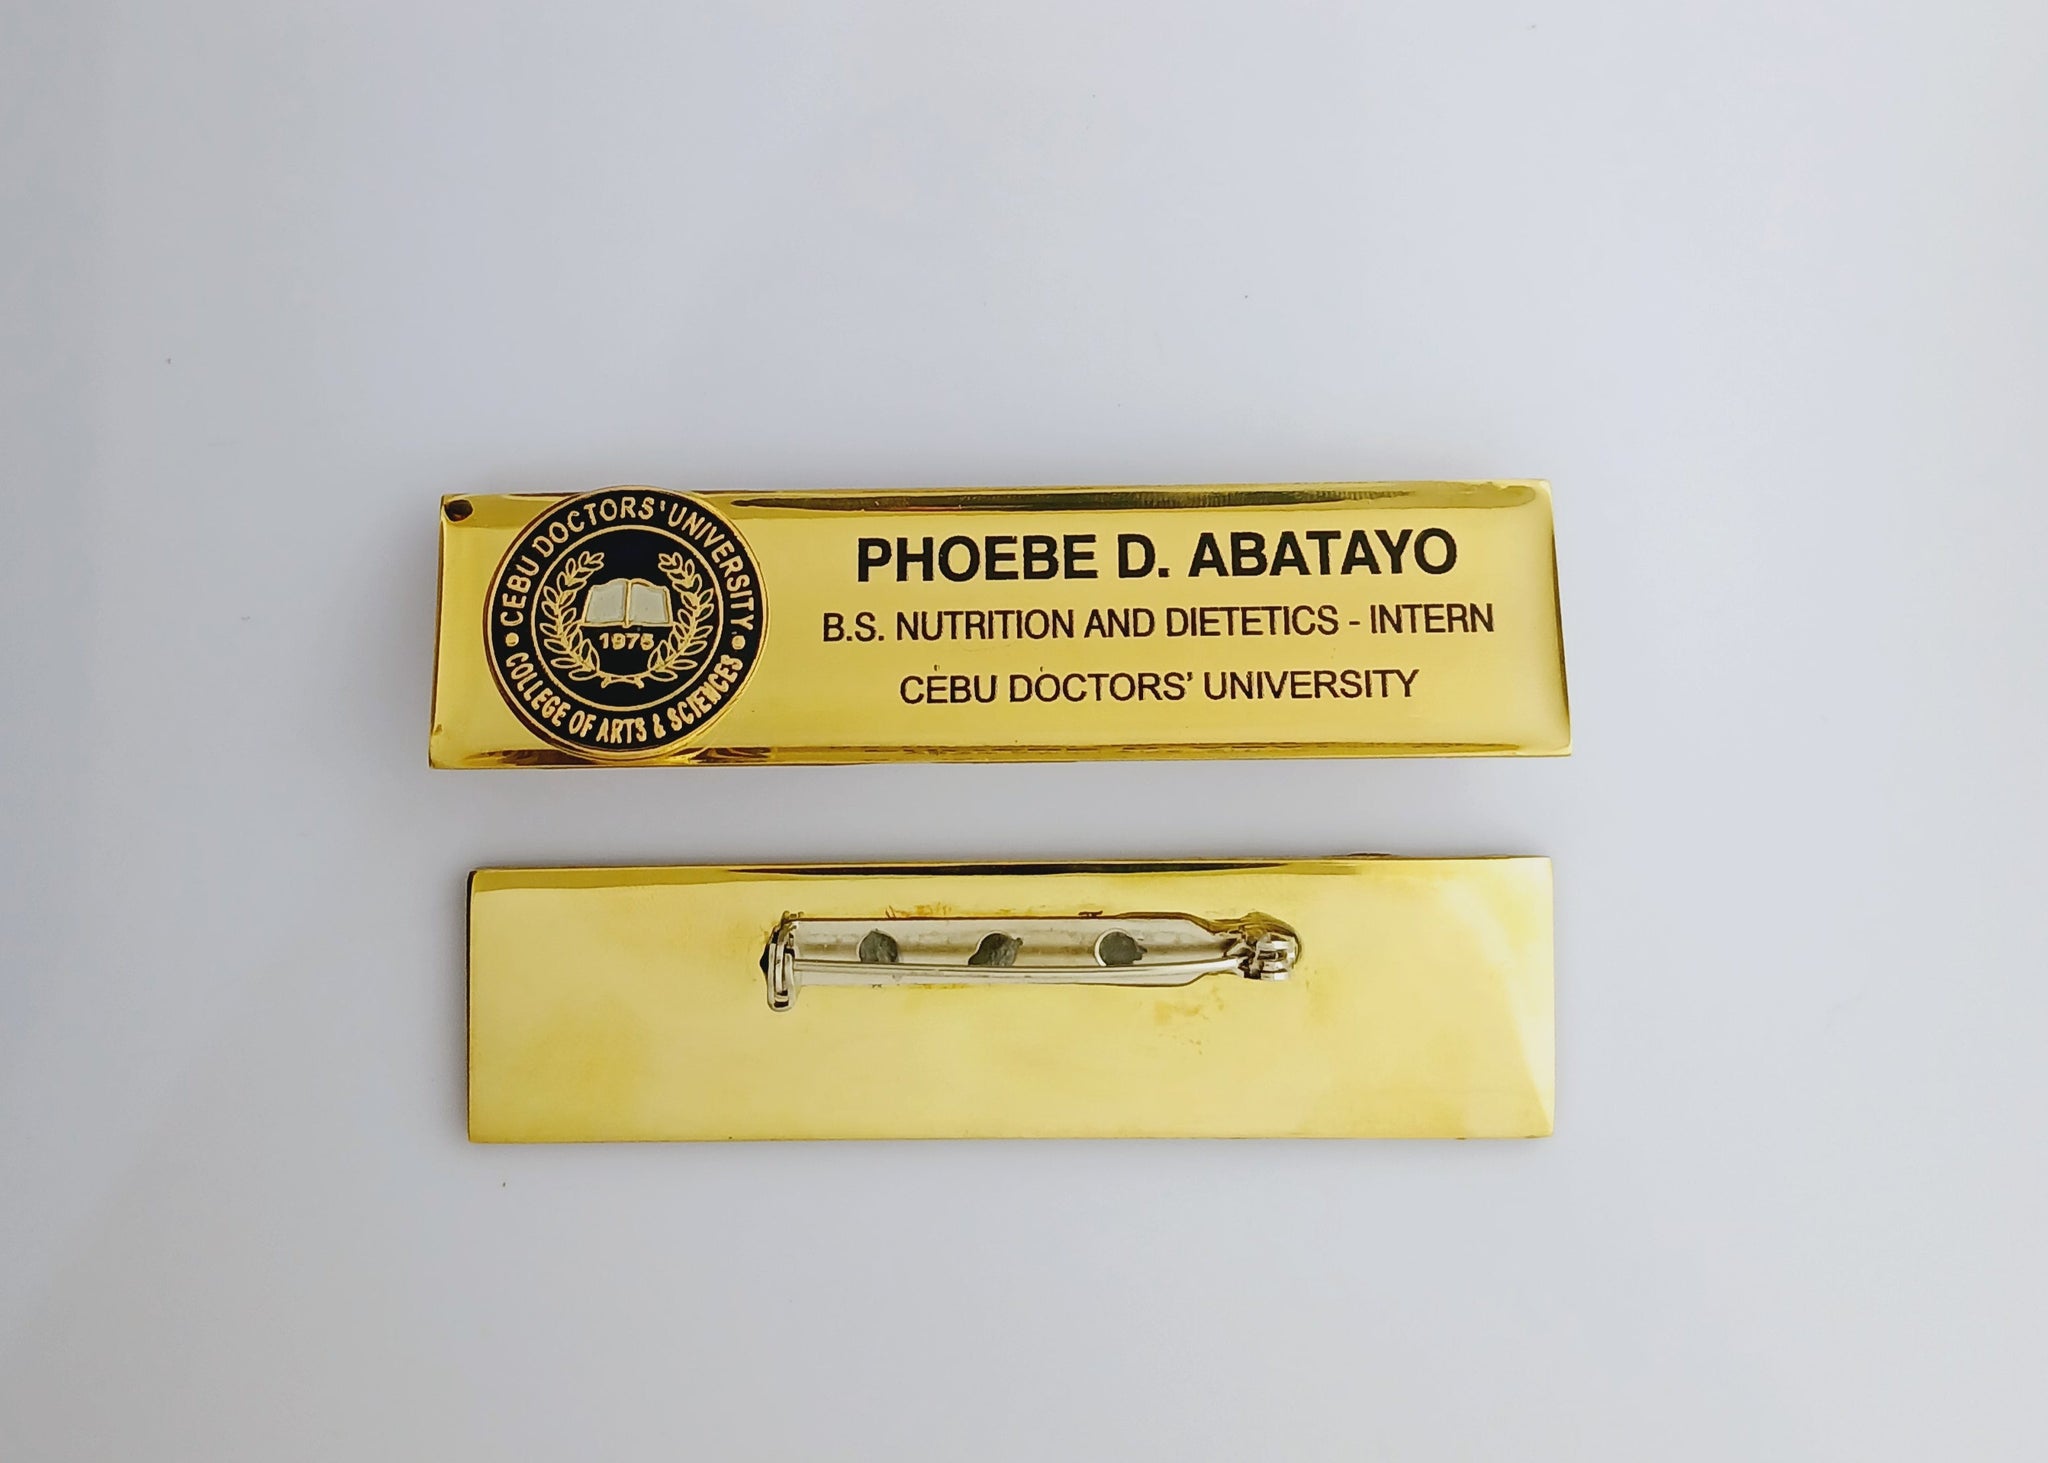 CEBU DOCTORS' UNIVERSITY
1975
COLLEGE OF ARTS & SCIENCES
PHOEBE D. ABATAYO
B.S. NUTRITION AND DIETETICS - INTERN
CEBU DOCTORS' UNIVERSITY